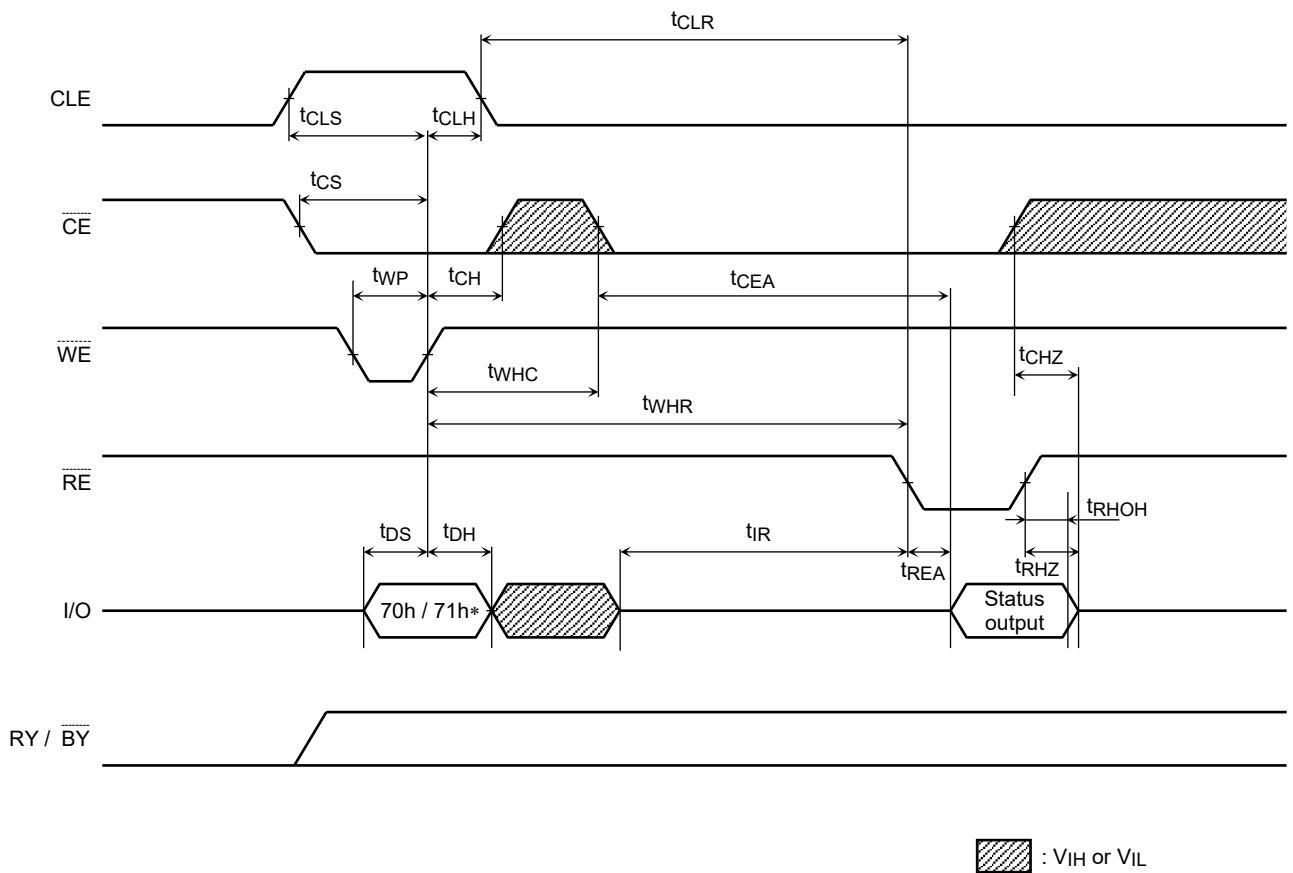 tCLR
CLE
tCLS
tCLH
tCS
CE
tWP
tCH
tCEA
WE
tCHZ
tWHC
tWHR
RE
tRHOH
tDS
tDH
tIR
tREA
tRHZ
I/O
70h / 71h*
Status
output
RY / BY
: VIH or VIL